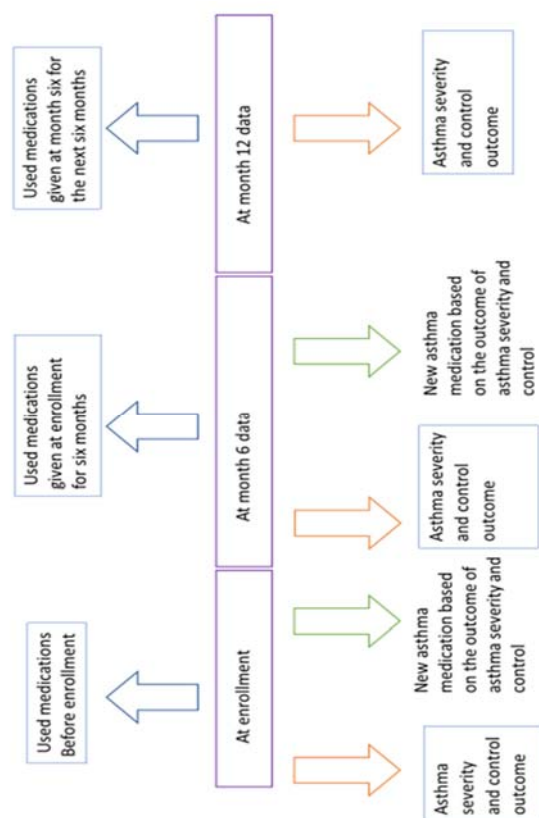 Used medications
Before enrollment
Used medications
given at enrollment
for six months
Used medications
given at month six for
the next six months
At enrollment
At month 6 data
At month 12 data
Asthma
severity
and control
outcome
New asthma
medication based
on the outcome of
asthma severity and
control
Asthma severity
and control
outcome
New asthma
medication based
on the outcome of
asthma severity and
control
Asthma severity
and control
outcome